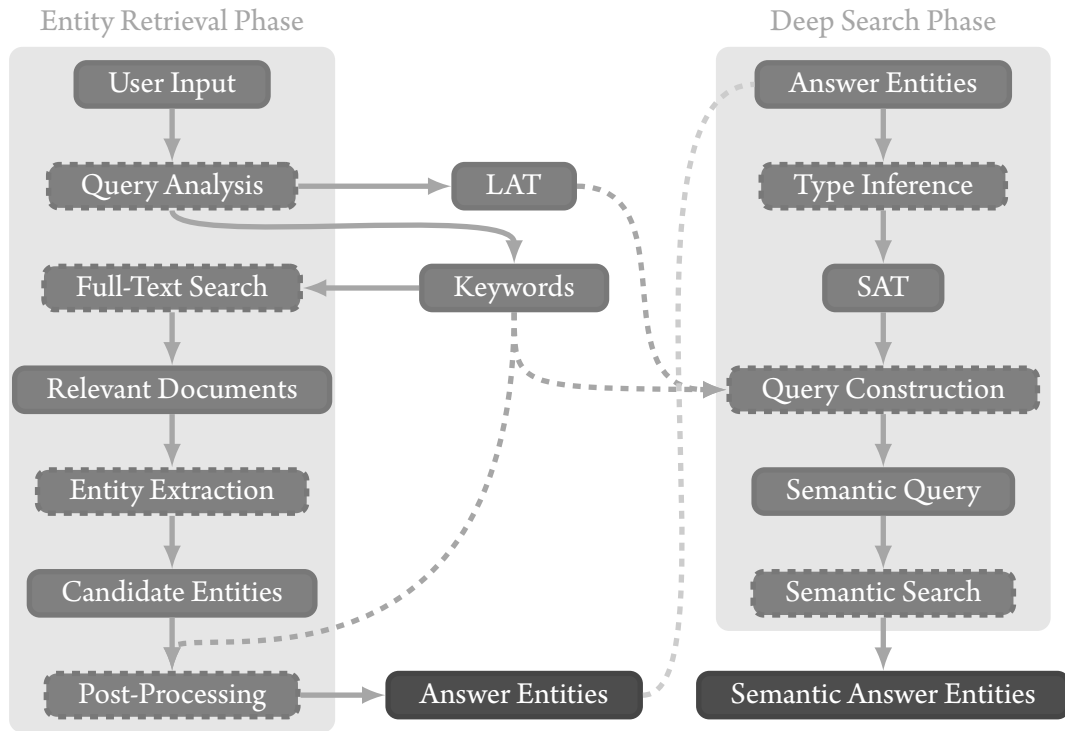 Entity Retrieval Phase
Deep Search Phase
User Input
Answer Entities
Query Analysis
LAT
Type Inference
Full-Text Search
Keywords
SAT
Relevant Documents
Query Construction
Entity Extraction
Semantic Query
Candidate Entities
Semantic Search
Post-Processing
Answer Entities
Semantic Answer Entities